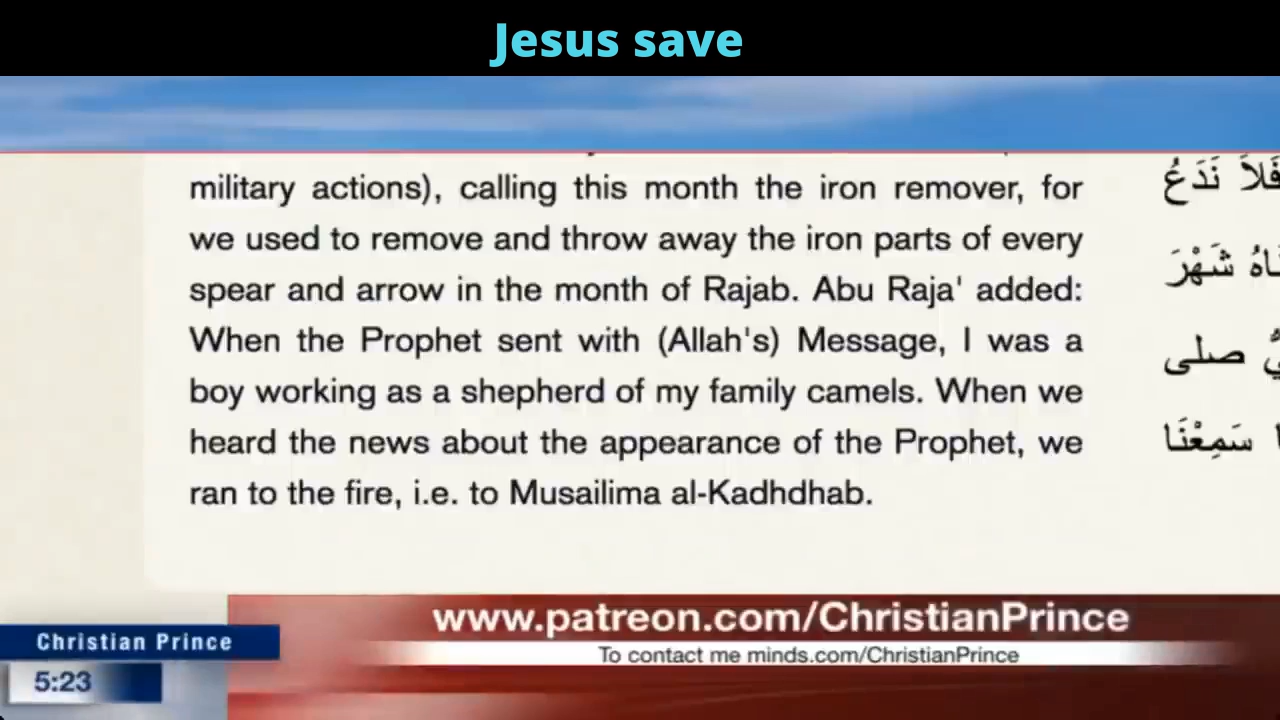 Jesus save
military actions), calling this month the iron remover, for
we used to remove and throw away the iron parts of every
spear and arrow in the month of Rajab. Abu Raja' added:
When the Prophet sent with (Allah's) Message, I was a
boy working as a shepherd of my family camels. When we
heard the news about the appearance of the Prophet, we
ran to the fire, i.e. to Musailima al-Kadhdhab.
فَلاَ نَدَعُ
شَهْرَ
صلى
سَمِعْنَا
www.patreon.com/ChristianPrince
Christian Prince
To contact me minds.com/ChristianPrince
5:23